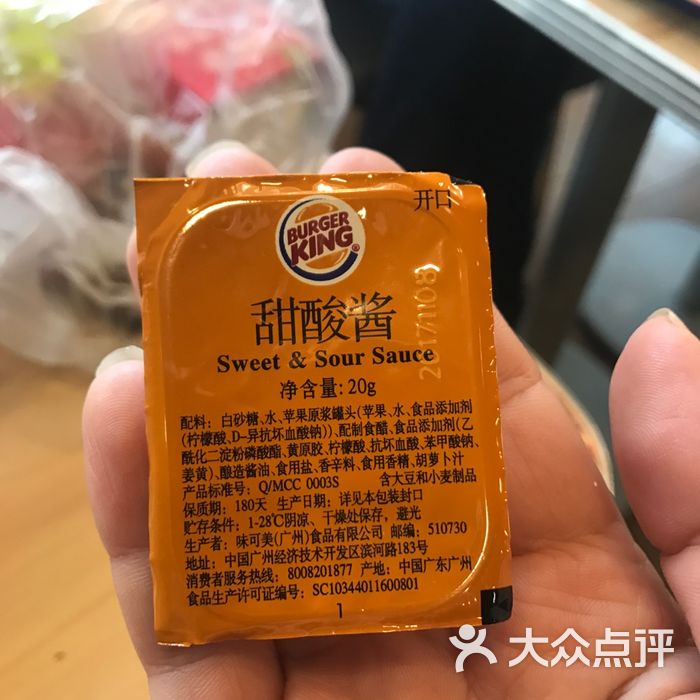 开口
BURGER
KING
®
20171108
甜酸酱
Sweet & Sour Sauce
净含量: 20g
配料: 白砂糖、水、苹果原浆罐头(苹果、水、食品添加剂
(柠檬酸、D-异抗坏血酸钠))、配制食醋、食品添加剂(乙
酰化二淀粉磷酸酯、黄原胶、柠檬酸、抗坏血酸、苯甲酸钠、
姜黄)、酿造酱油、食用盐、香辛料、食用香精、胡萝卜汁
产品标准号: Q/MCC 0003S 含大豆和小麦制品
保质期: 180天 生产日期: 详见本包装封口
贮存条件: 1-28℃阴凉、干燥处保存，避光
生产者: 味可美(广州)食品有限公司 邮编: 510730
地址: 中国广州经济技术开发区滨河路183号
消费者服务热线: 8008201877 产地: 中国广东广州
食品生产许可证编号: SC10344011600801
1
大众点评